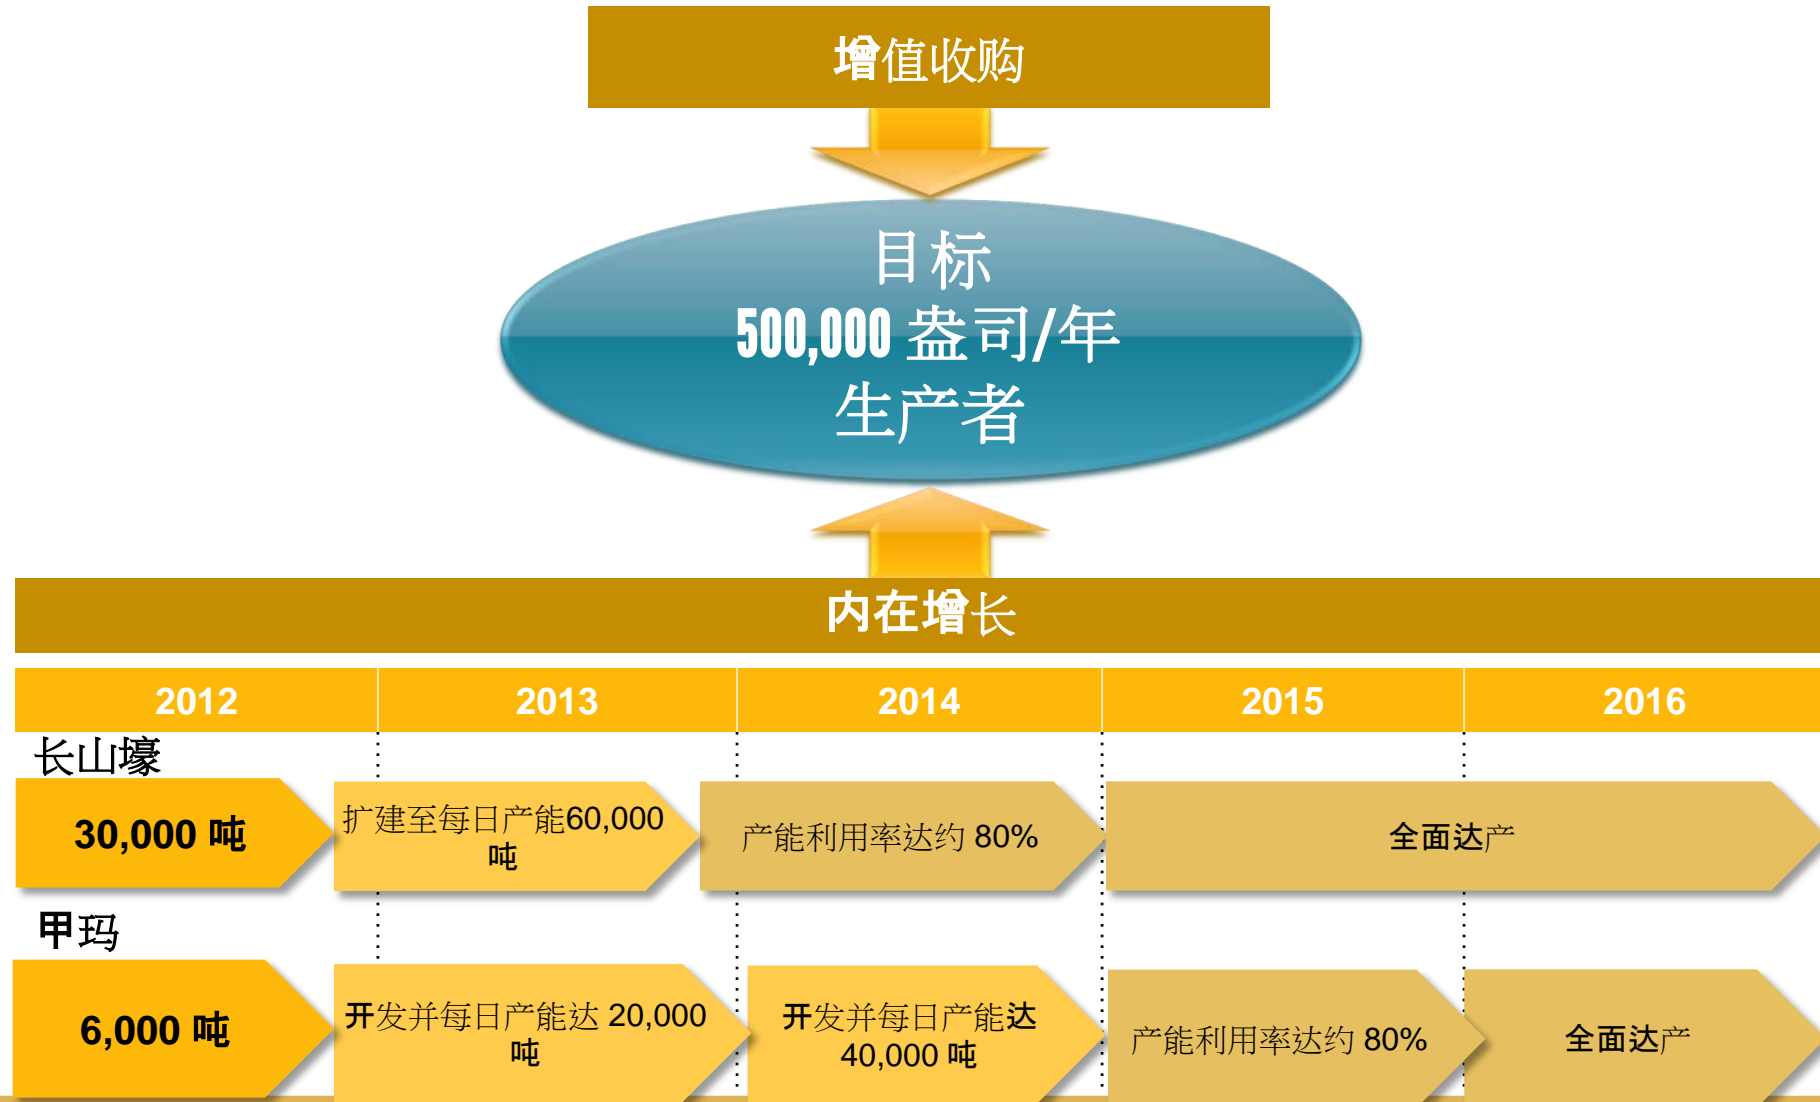 增值收购
目标
500,000 盎司/年
生产者
内在增长
2012 2013 2014 2015 2016
长山壕
30,000 吨
扩建至每日产能60,000
吨
产能利用率达约 80%
全面达产
甲玛
6,000 吨
开发并每日产能达 20,000
吨
开发并每日产能达
40,000 吨
产能利用率达约 80%
全面达产